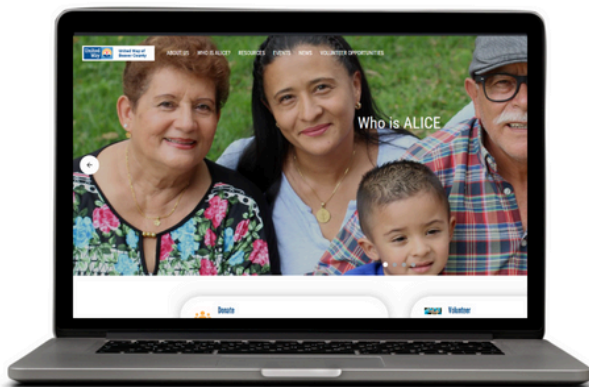 United Way
United Way of
Beaver County
ABOUT US WHO IS ALICE? RESOURCES EVENTS NEWS VOLUNTEER OPPORTUNITIES
Who is ALICE
Donate
Volunteer